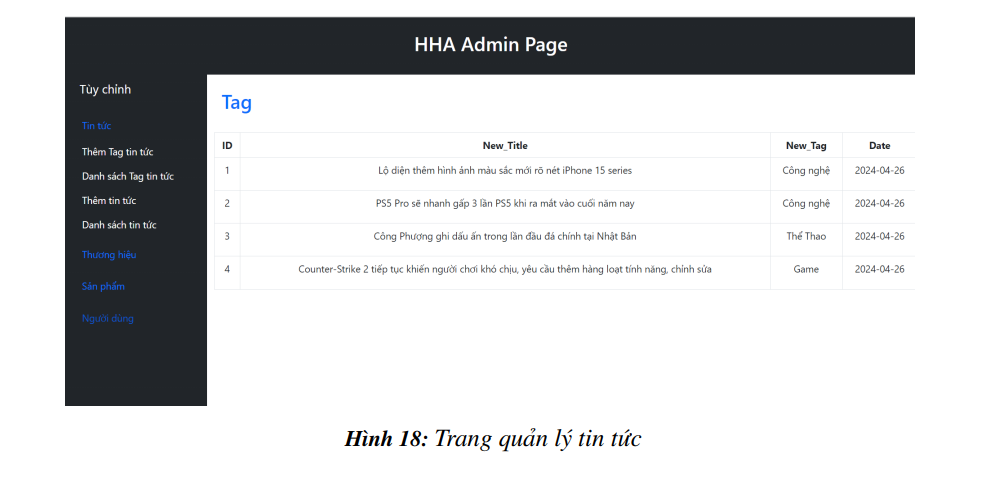 HHA Admin Page
Tùy chỉnh
Tin tức
Thêm Tag tin tức
Danh sách Tag tin tức
Thêm tin tức
Danh sách tin tức
Thương hiệu
Sản phẩm
Người dùng
Tag
ID New_Title New_Tag Date
1 Lộ diện thêm hình ảnh màu sắc mới rõ nét iPhone 15 series Công nghệ 2024-04-26
2 PS5 Pro sẽ nhanh gấp 3 lần PS5 khi ra mắt vào cuối năm nay Công nghệ 2024-04-26
3 Công Phượng ghi dấu ấn trong lần đầu đá chính tại Nhật Bản Thể Thao 2024-04-26
4 Counter-Strike 2 tiếp tục khiến người chơi khó chịu, yêu cầu thêm hàng loạt tính năng, chỉnh sửa Game 2024-04-26
Hình 18: Trang quản lý tin tức